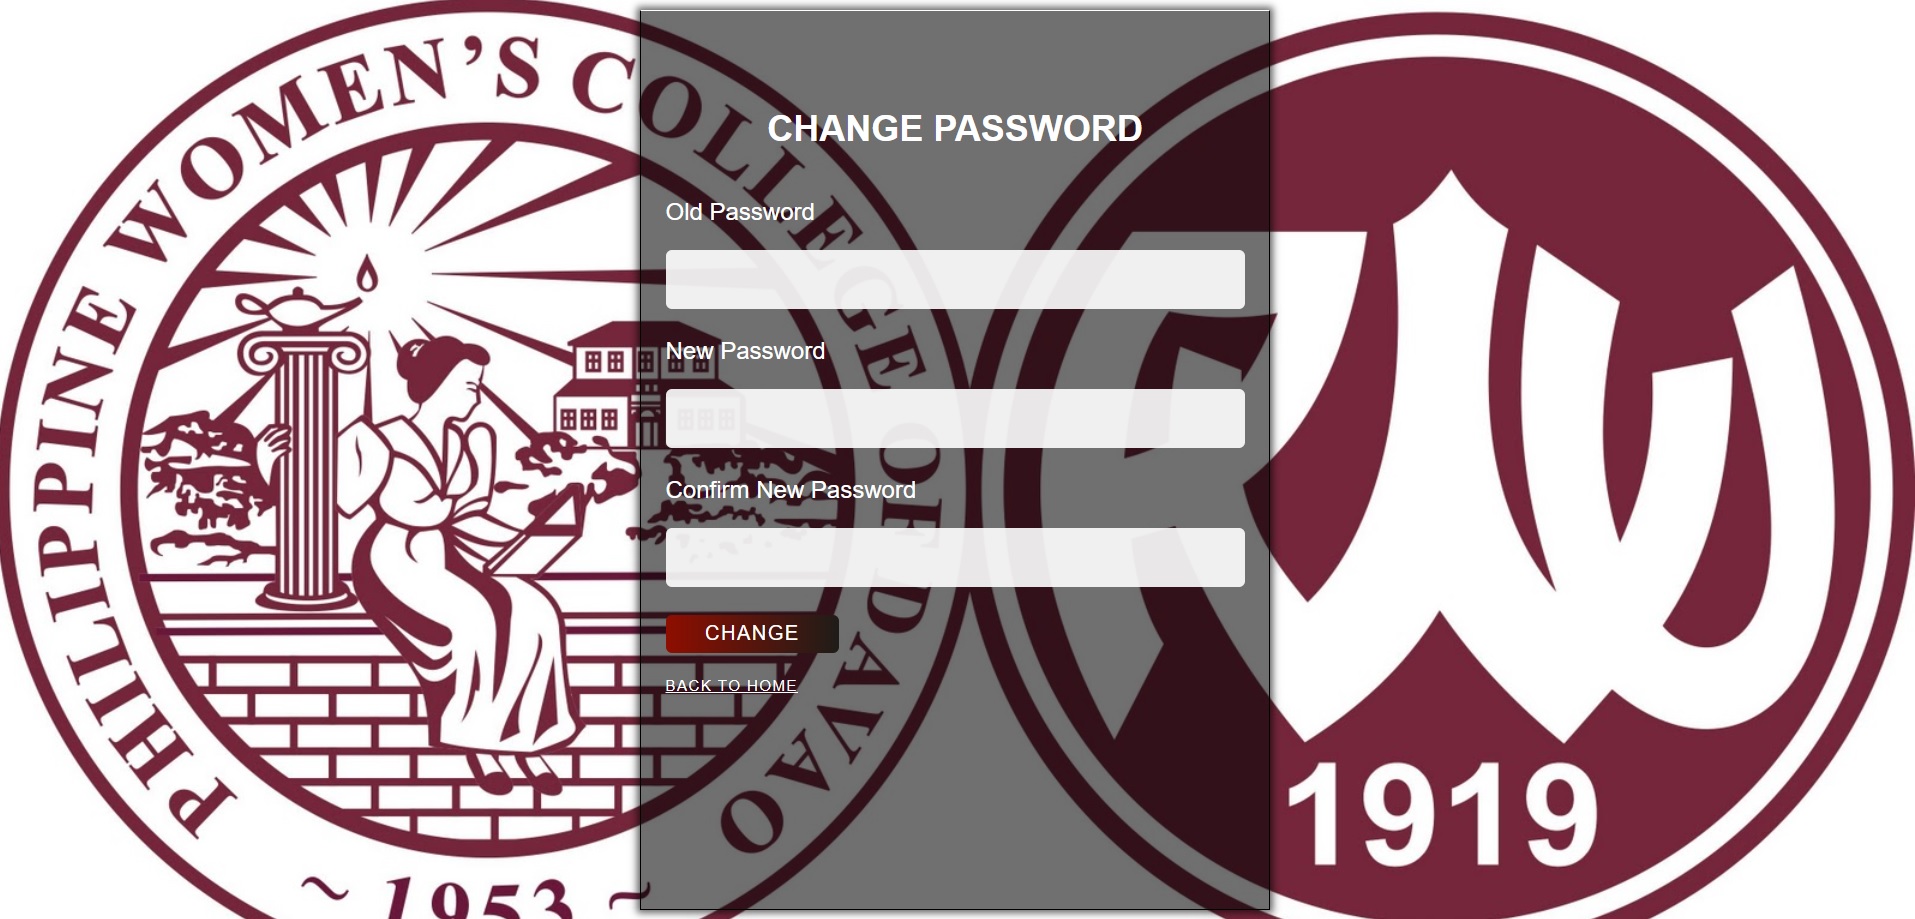 PHILIPPINE WOMEN'S COLLEGE OF DAVAO
~ 1953 ~
CHANGE PASSWORD
Old Password
New Password
Confirm New Password
CHANGE
BACK TO HOME
PW
1919